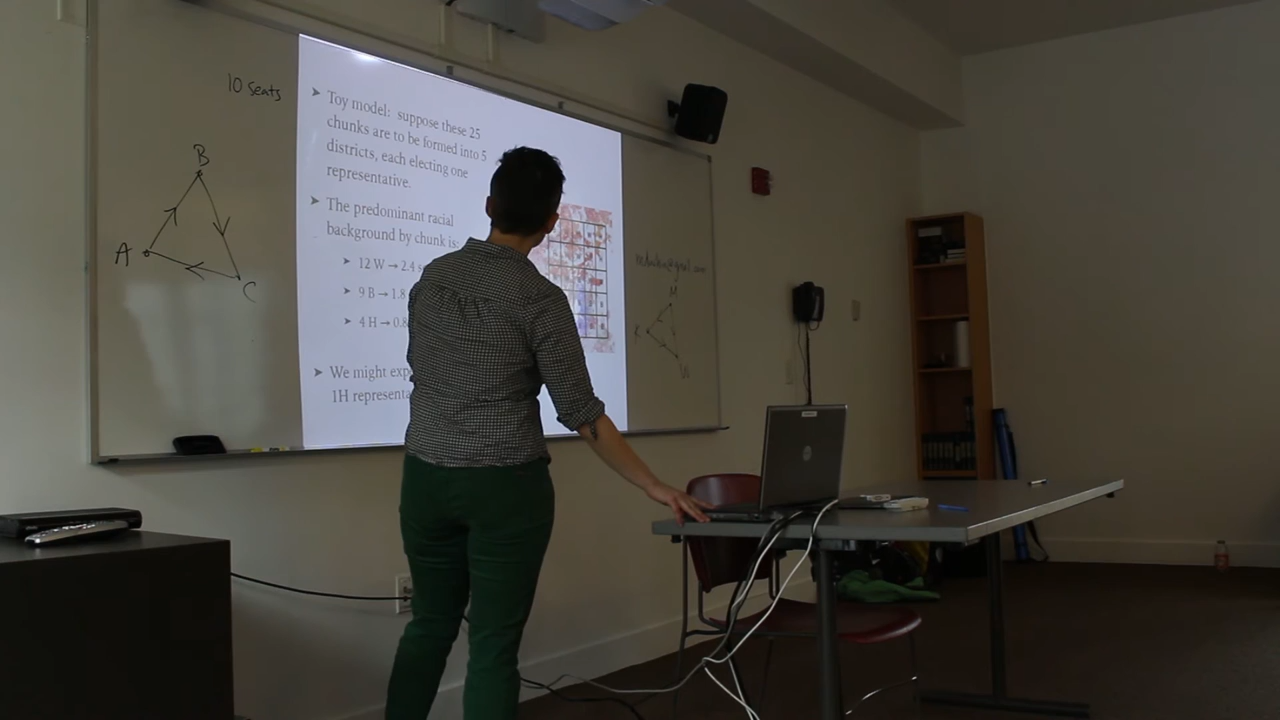 10 seats
B
A
C
➤ Toy model: suppose these 25
chunks are to be formed into 5
districts, each electing one
representative.
➤ The predominant racial
background by chunk is:
➤ 12 W → 2.4
➤ 9 B → 1.8
➤ 4 H → 0.8
➤ We might
1H
M